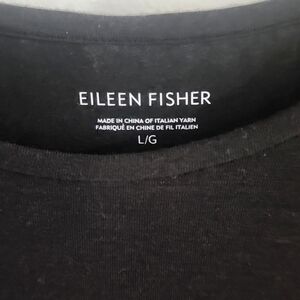 EILEEN FISHER
MADE IN CHINA OF ITALIAN YARN
FABRIQUÉ EN CHINE DE FIL ITALIEN
L/G